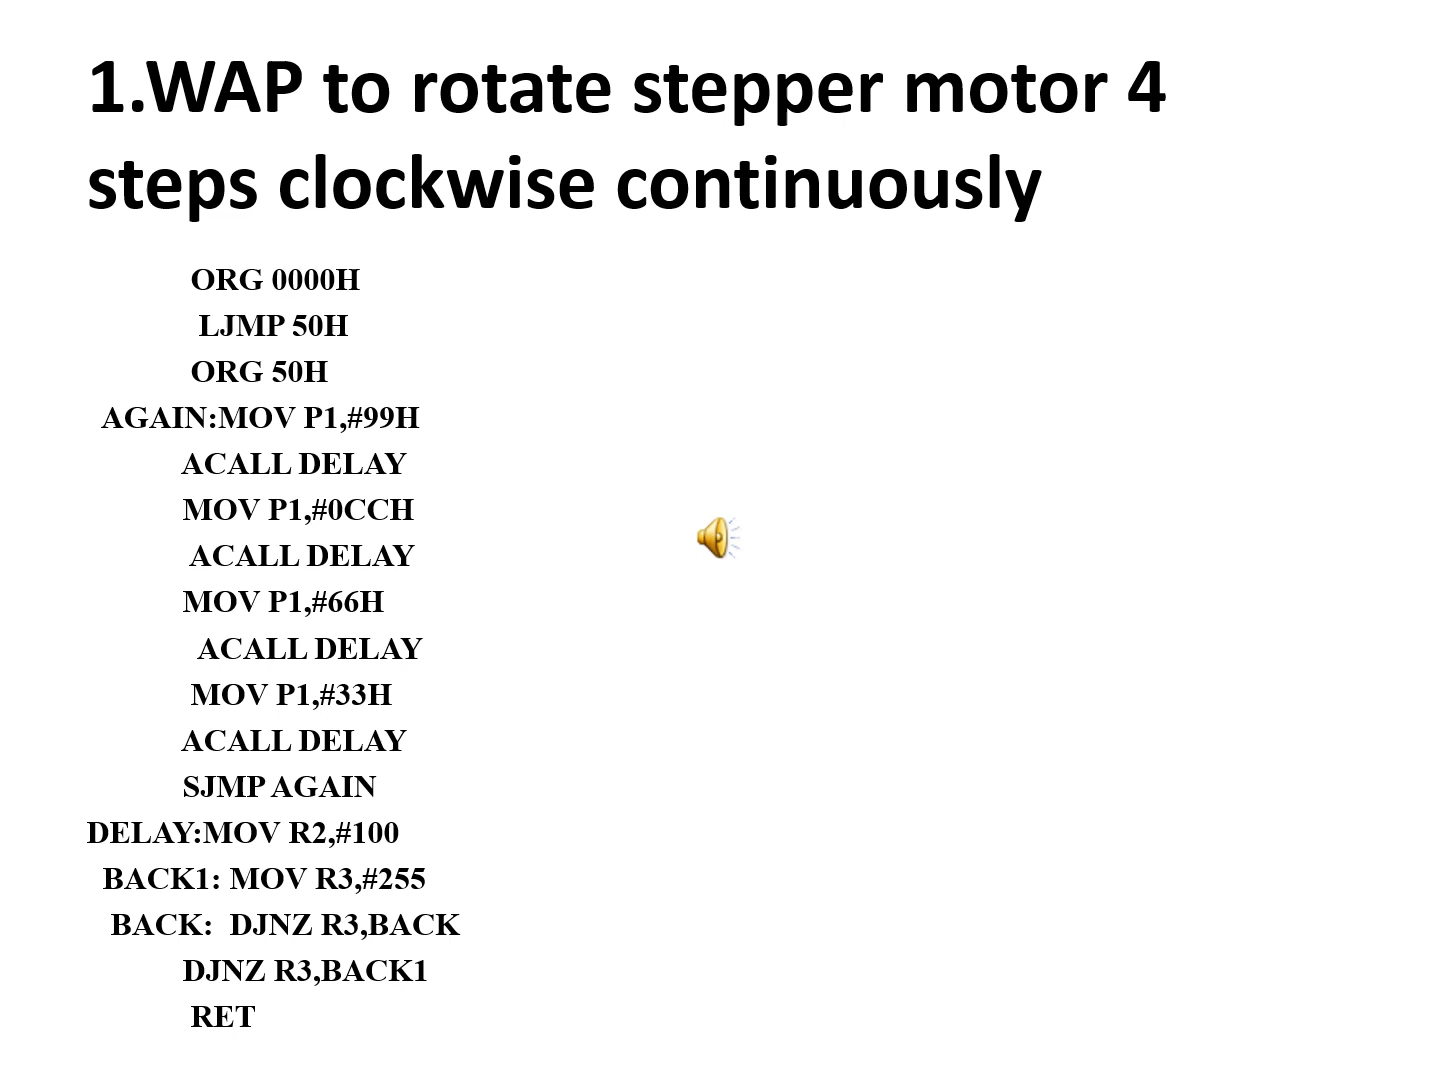 1.WAP to rotate stepper motor 4
steps clockwise continuously
ORG 0000H
LJMP 50H
ORG 50H
AGAIN:MOV P1,#99H
ACALL DELAY
MOV P1,#0CCH
ACALL DELAY
MOV P1,#66H
ACALL DELAY
MOV P1,#33H
ACALL DELAY
SJMP AGAIN
DELAY:MOV R2,#100
BACK1: MOV R3,#255
BACK: DJNZ R3,BACK
DJNZ R3,BACK1
RET